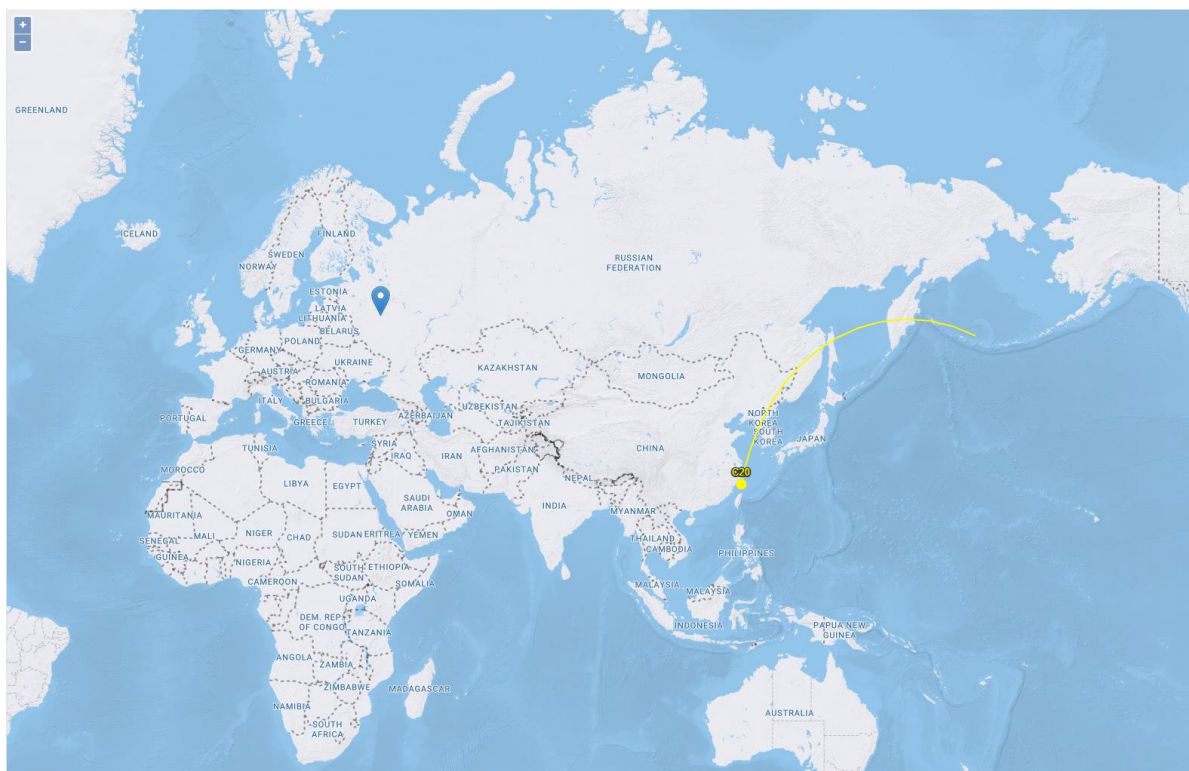 +
−
GREENLAND
ICELAND
FINLAND
SWEDEN
NORWAY
RUSSIAN
FEDERATION
ESTONIA
LATVIA
LITHUANIA
BELARUS
POLAND
GERMANY
UKRAINE
AUSTRIA
ROMANIA
ITALY
BULGARIA
PORTUGAL
GREECE
TURKEY
AZERBAIJAN
KAZAKHSTAN
MONGOLIA
UZBEKISTAN
TAJIKISTAN
NORTH
KOREA
SOUTH
KOREA
JAPAN
TUNISIA
SYRIA
IRAQ
IRAN
AFGHANISTAN
CHINA
MOROCCO
PAKISTAN
NEPAL
C20
LIBYA
EGYPT
SAUDI
ARABIA
OMAN
INDIA
MYANMAR
MAURITANIA
MALI
NIGER
CHAD
SUDAN
ERITREA
YEMEN
SENEGAL
THAILAND
CAMBODIA
PHILIPPINES
GUINEA
NIGERIA
CAMEROON
SOUTH
SUDAN
ETHIOPIA
SOMALIA
MALAYSIA
MALAYSIA
UGANDA
DEM. REP
OF CONGO
TANZANIA
INDONESIA
PAPUA NEW
GUINEA
ANGOLA
ZAMBIA
ZIMBABWE
MADAGASCAR
NAMIBIA
SOUTH
AFRICA
AUSTRALIA